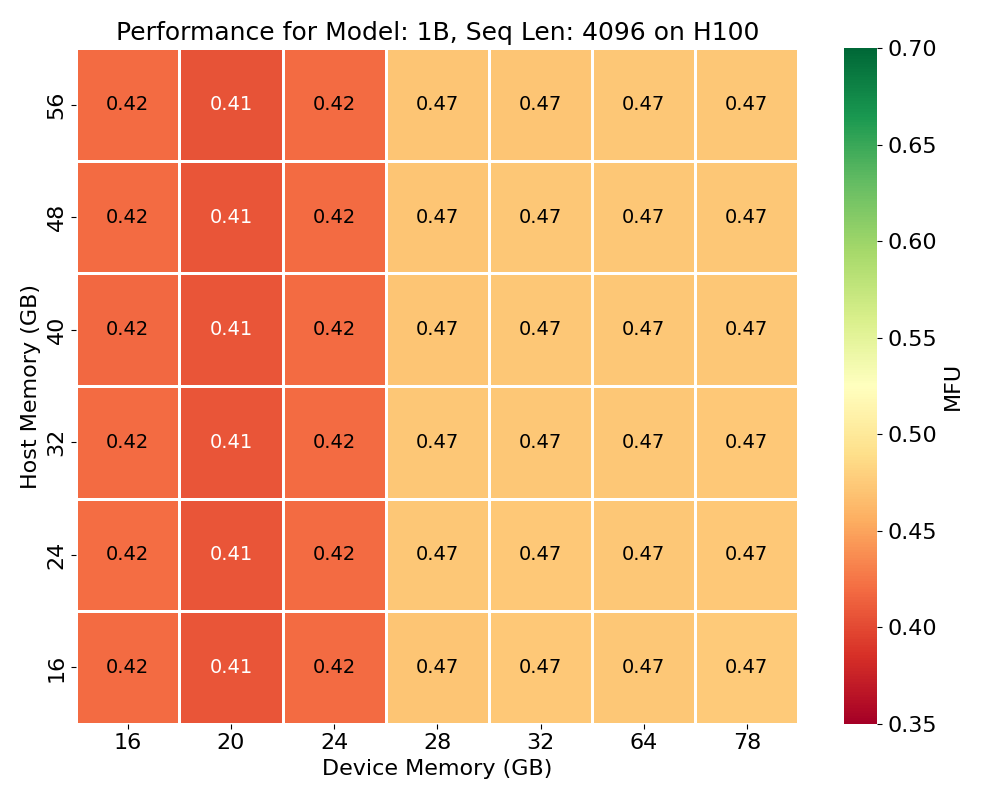 Performance for Model: 1B, Seq Len: 4096 on H100
56 0.42 0.41 0.42 0.47 0.47 0.47 0.47
48 0.42 0.41 0.42 0.47 0.47 0.47 0.47
40 0.42 0.41 0.42 0.47 0.47 0.47 0.47
32 0.42 0.41 0.42 0.47 0.47 0.47 0.47
24 0.42 0.41 0.42 0.47 0.47 0.47 0.47
16 0.42 0.41 0.42 0.47 0.47 0.47 0.47
16 20 24 28 32 64 78
Device Memory (GB)
Host Memory (GB)
0.70
0.65
0.60
0.55
0.50
0.45
0.40
0.35
MFU